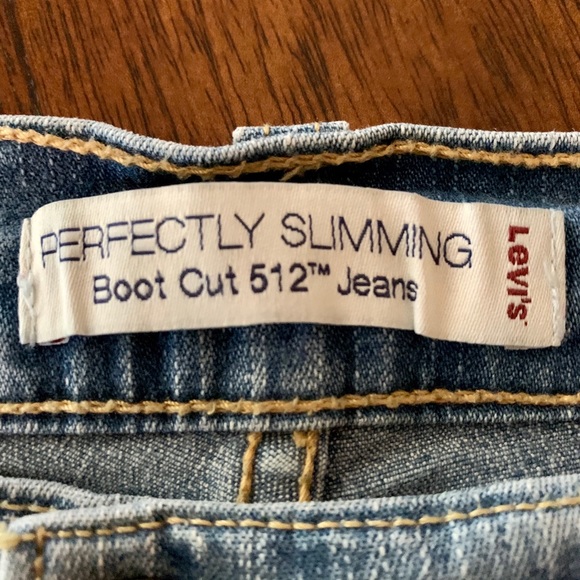 PERFECTLY SLIMMING
Boot Cut 512™ Jeans
Levi's